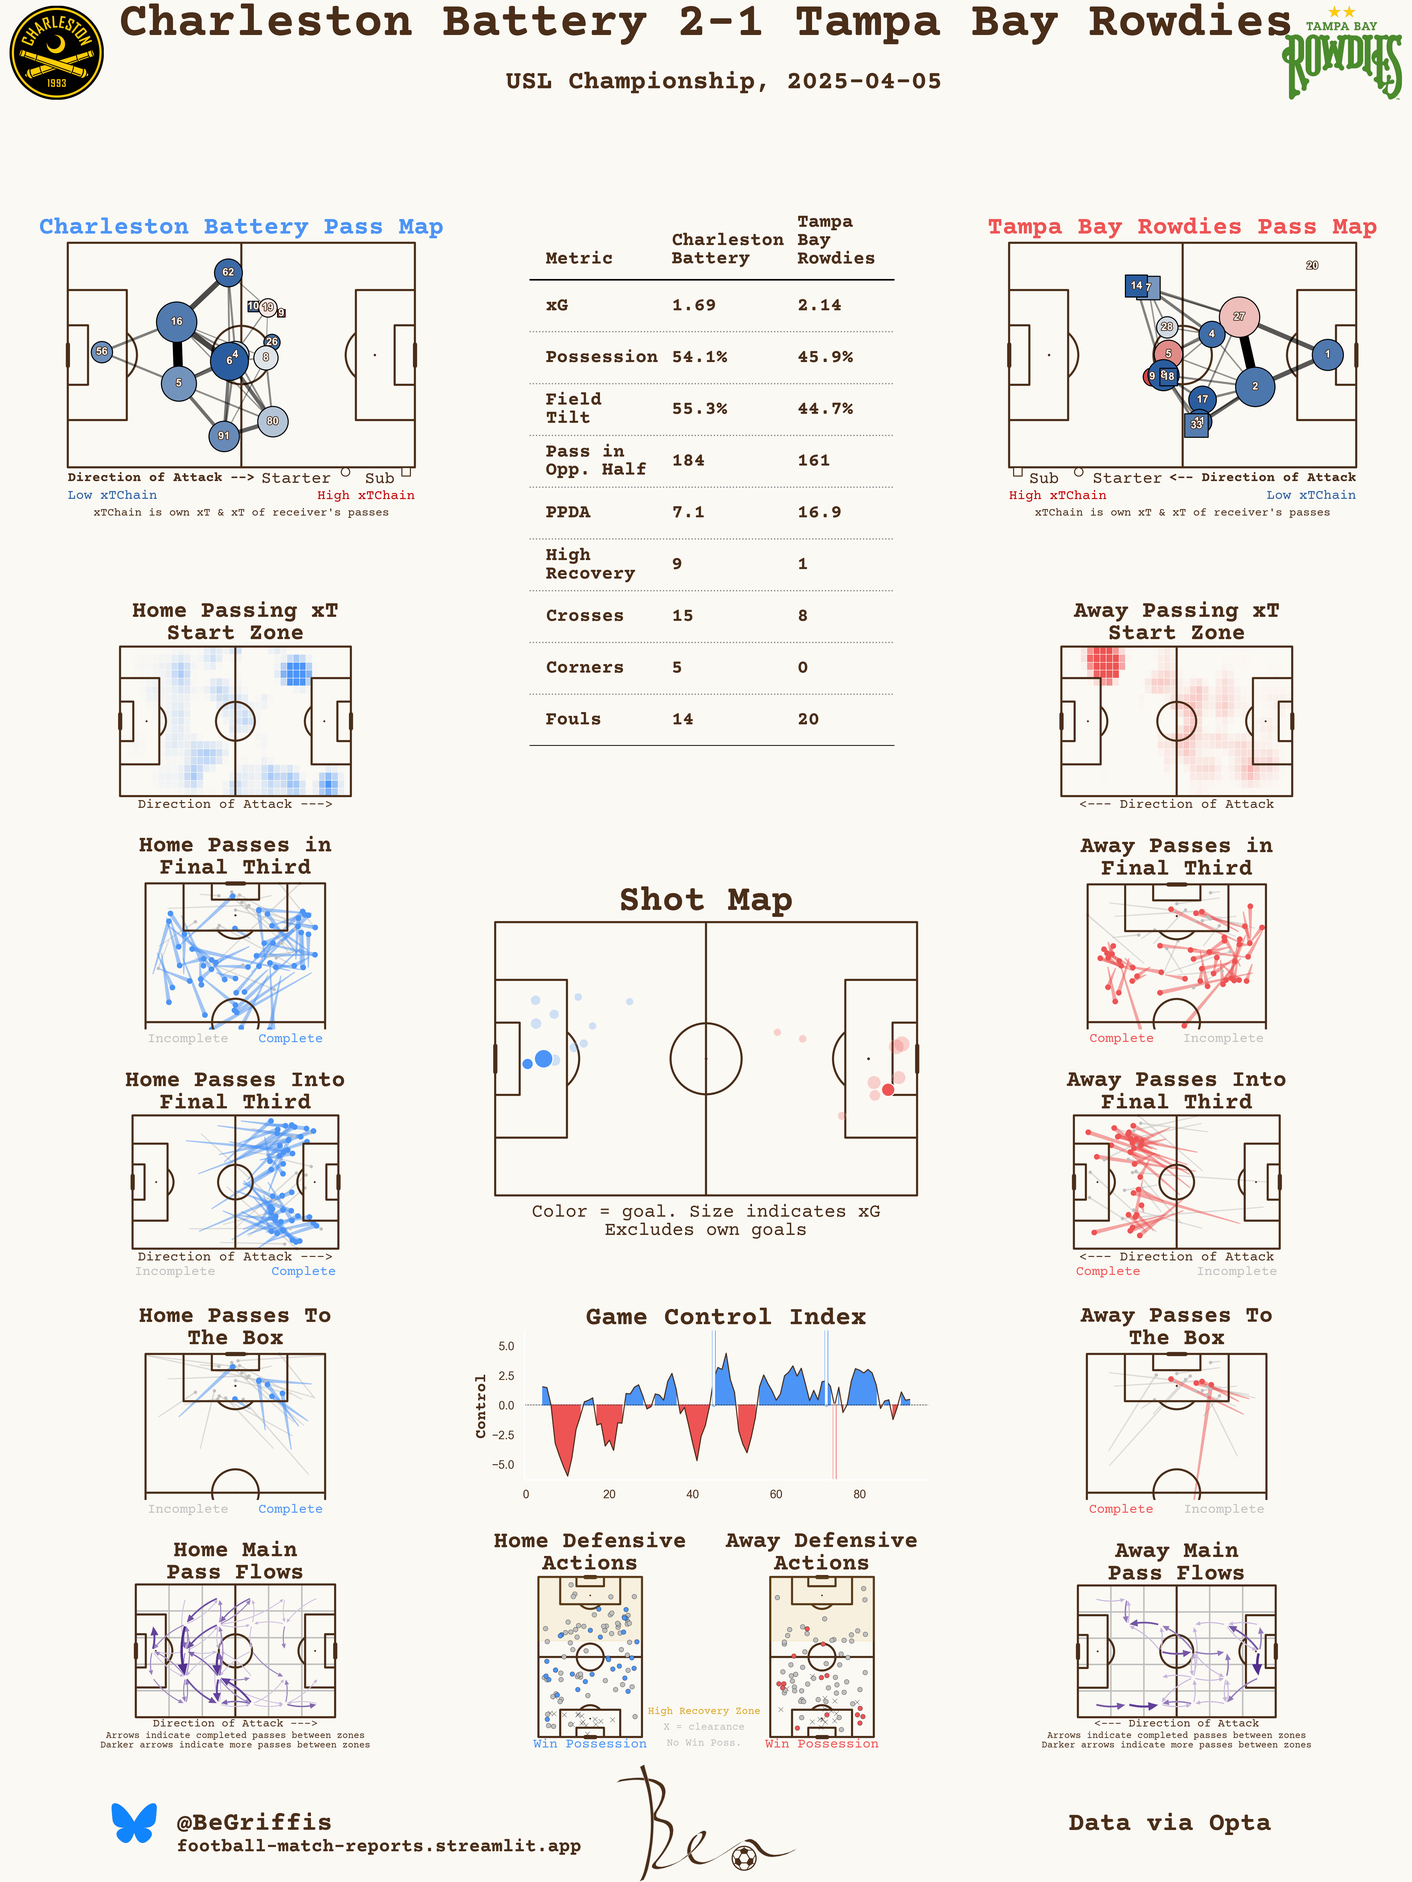 Charleston Battery 2-1 Tampa Bay Rowdies
USL Championship, 2025-04-05
CHARLESTON
1993
TAMPA BAY
ROWDIES
Charleston Battery Pass Map
62
10
19
9
16
26
56
4
6
8
5
80
91
Direction of Attack --> Starter Sub
Low xTChain High xTChain
xTChain is own xT & xT of receiver's passes
Metric Charleston Battery Tampa Bay Rowdies
xG 1.69 2.14
Possession 54.1% 45.9%
Field Tilt 55.3% 44.7%
Pass in Opp. Half 184 161
PPDA 7.1 16.9
High Recovery 9 1
Crosses 15 8
Corners 5 0
Fouls 14 20
Tampa Bay Rowdies Pass Map
20
14
7
27
28
4
5
1
9
18
2
17
33
Sub Starter <-- Direction of Attack
High xTChain Low xTChain
xTChain is own xT & xT of receiver's passes
Home Passing xT
Start Zone
Direction of Attack --->
Away Passing xT
Start Zone
<--- Direction of Attack
Home Passes in
Final Third
Incomplete Complete
Away Passes in
Final Third
Complete Incomplete
Shot Map
Color = goal. Size indicates xG
Excludes own goals
Home Passes Into
Final Third
Direction of Attack --->
Incomplete Complete
Away Passes Into
Final Third
<--- Direction of Attack
Complete Incomplete
Home Passes To
The Box
Incomplete Complete
Game Control Index
Control
5.0
2.5
0.0
−2.5
−5.0
0 20 40 60 80
Away Passes To
The Box
Complete Incomplete
Home Main
Pass Flows
Direction of Attack --->
Arrows indicate completed passes between zones
Darker arrows indicate more passes between zones
Home Defensive
Actions
Win Possession
High Recovery Zone
X = clearance
No Win Poss.
Away Defensive
Actions
Win Possession
Away Main
Pass Flows
<--- Direction of Attack
Arrows indicate completed passes between zones
Darker arrows indicate more passes between zones
@BeGriffis
football-match-reports.streamlit.app
Ben
Data via Opta